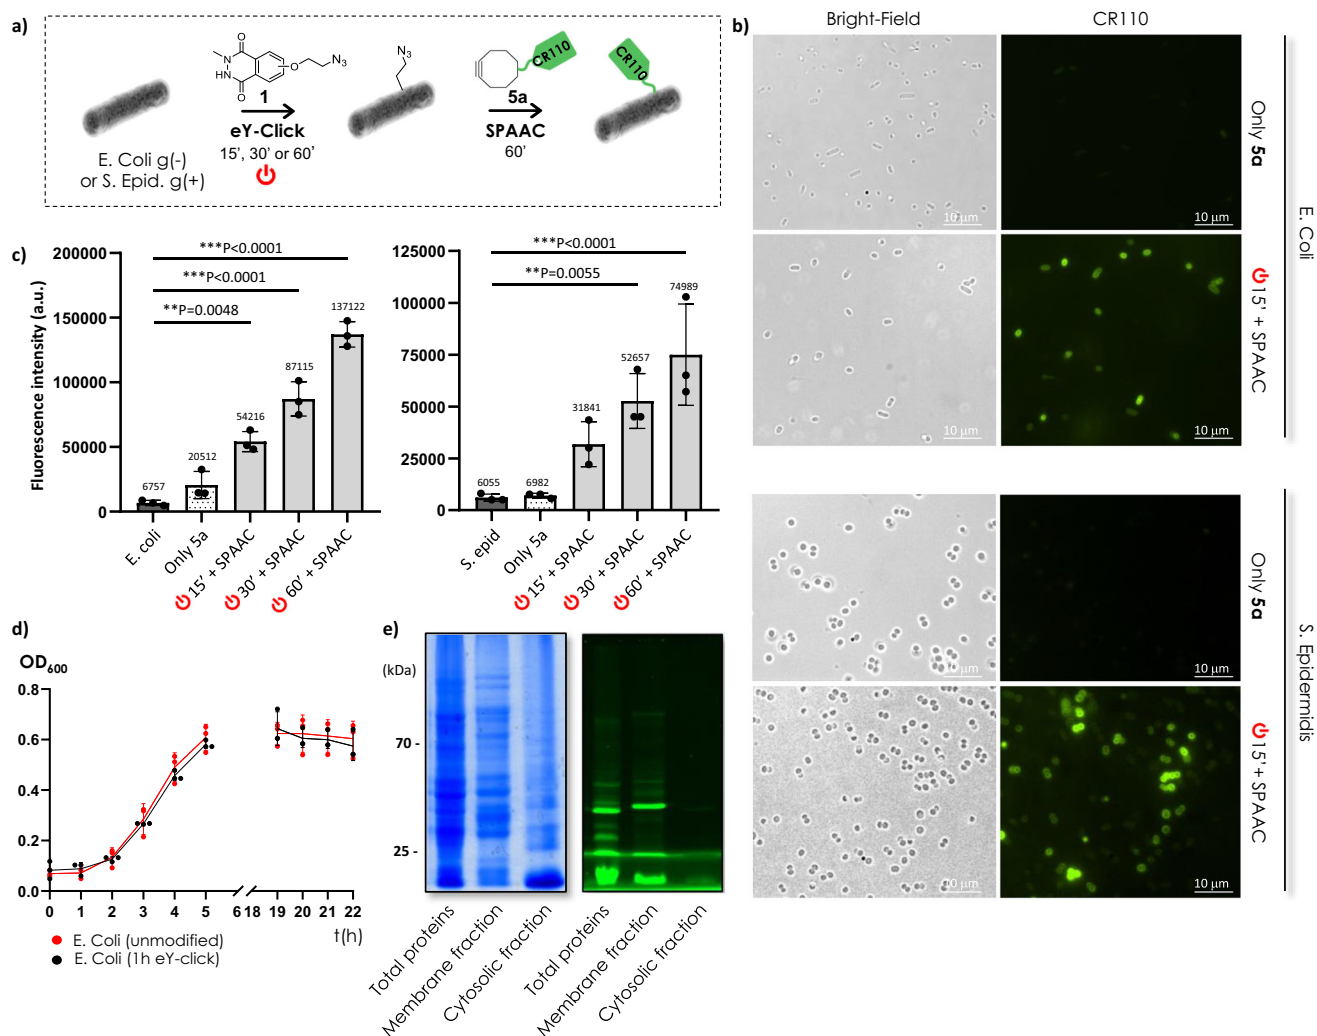 a)
O
N
NH
O
O
N₃
1
eY-Click
15', 30' or 60'
E. Coli g(-)
or S. Epid. g(+)
N₃
CR110
5a
SPAAC
60'
CR110
b)
Bright-Field
CR110
Only 5a
10 µm
10 µm
15' + SPAAC
10 µm
10 µm
E. Coli
Only 5a
10 µm
10 µm
15' + SPAAC
10 µm
10 µm
S. Epidermidis
c)
Fluorescence intensity (a.u.)
200000
150000
100000
50000
0
***P<0.0001
***P<0.0001
**P=0.0048
6757
20512
54216
87115
137122
E. coli
Only 5a
15' + SPAAC
30' + SPAAC
60' + SPAAC
125000
100000
75000
50000
25000
0
***P<0.0001
**P=0.0055
6055
6982
31841
52657
74989
S. epid
Only 5a
15' + SPAAC
30' + SPAAC
60' + SPAAC
d)
OD600
0.8
0.6
0.4
0.2
0.0
0 1 2 3 4 5 6 18 19 20 21 22
t(h)
E. Coli (unmodified)
E. Coli (1h eY-click)
e)
(kDa)
70 -
25 -
Total proteins
Membrane fraction
Cytosolic fraction
Total proteins
Membrane fraction
Cytosolic fraction